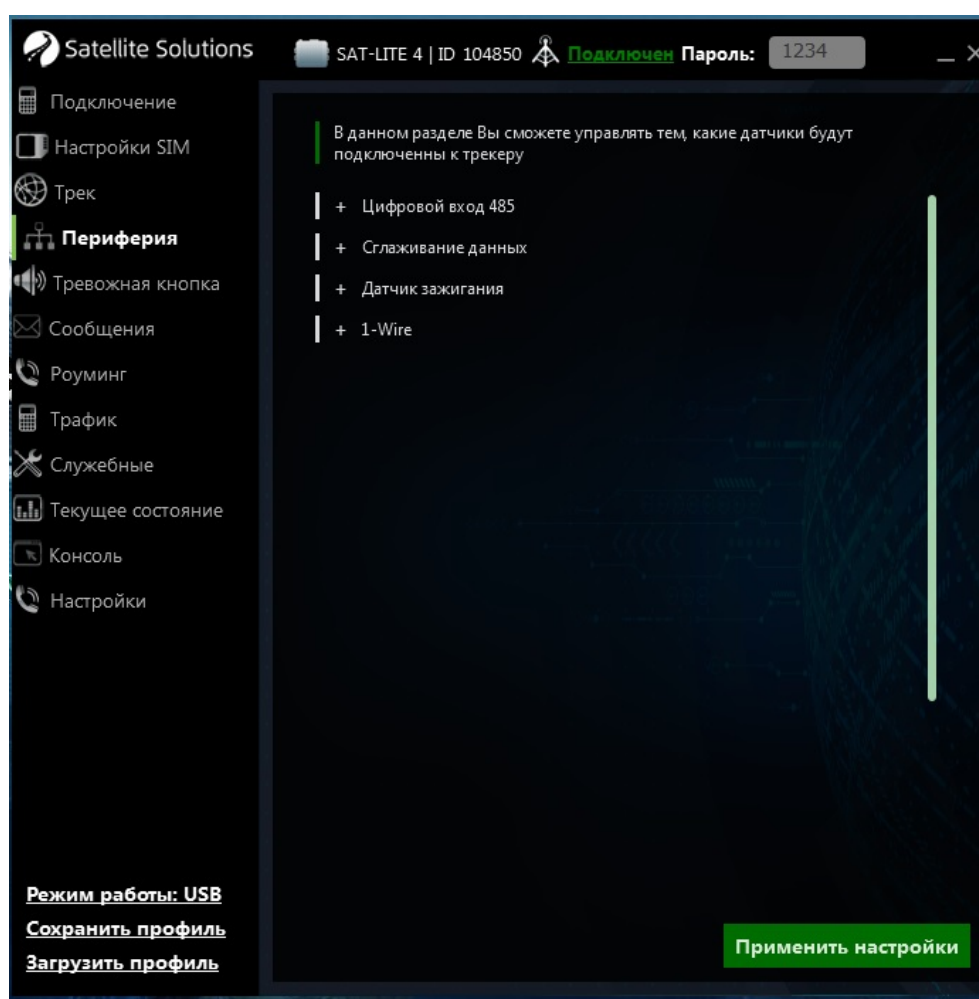 Satellite Solutions
SAT-LITE 4 | ID 104850 Подключен Пароль: 1234
Подключение
Настройки SIM
Трек
Периферия
Тревожная кнопка
Сообщения
Роуминг
Трафик
Служебные
Текущее состояние
Консоль
Настройки
Режим работы: USB
Сохранить профиль
Загрузить профиль
В данном разделе Вы сможете управлять тем, какие датчики будут
подключенны к трекеру
+ Цифровой вход 485
+ Сглаживание данных
+ Датчик зажигания
+ 1-Wire
Применить настройки